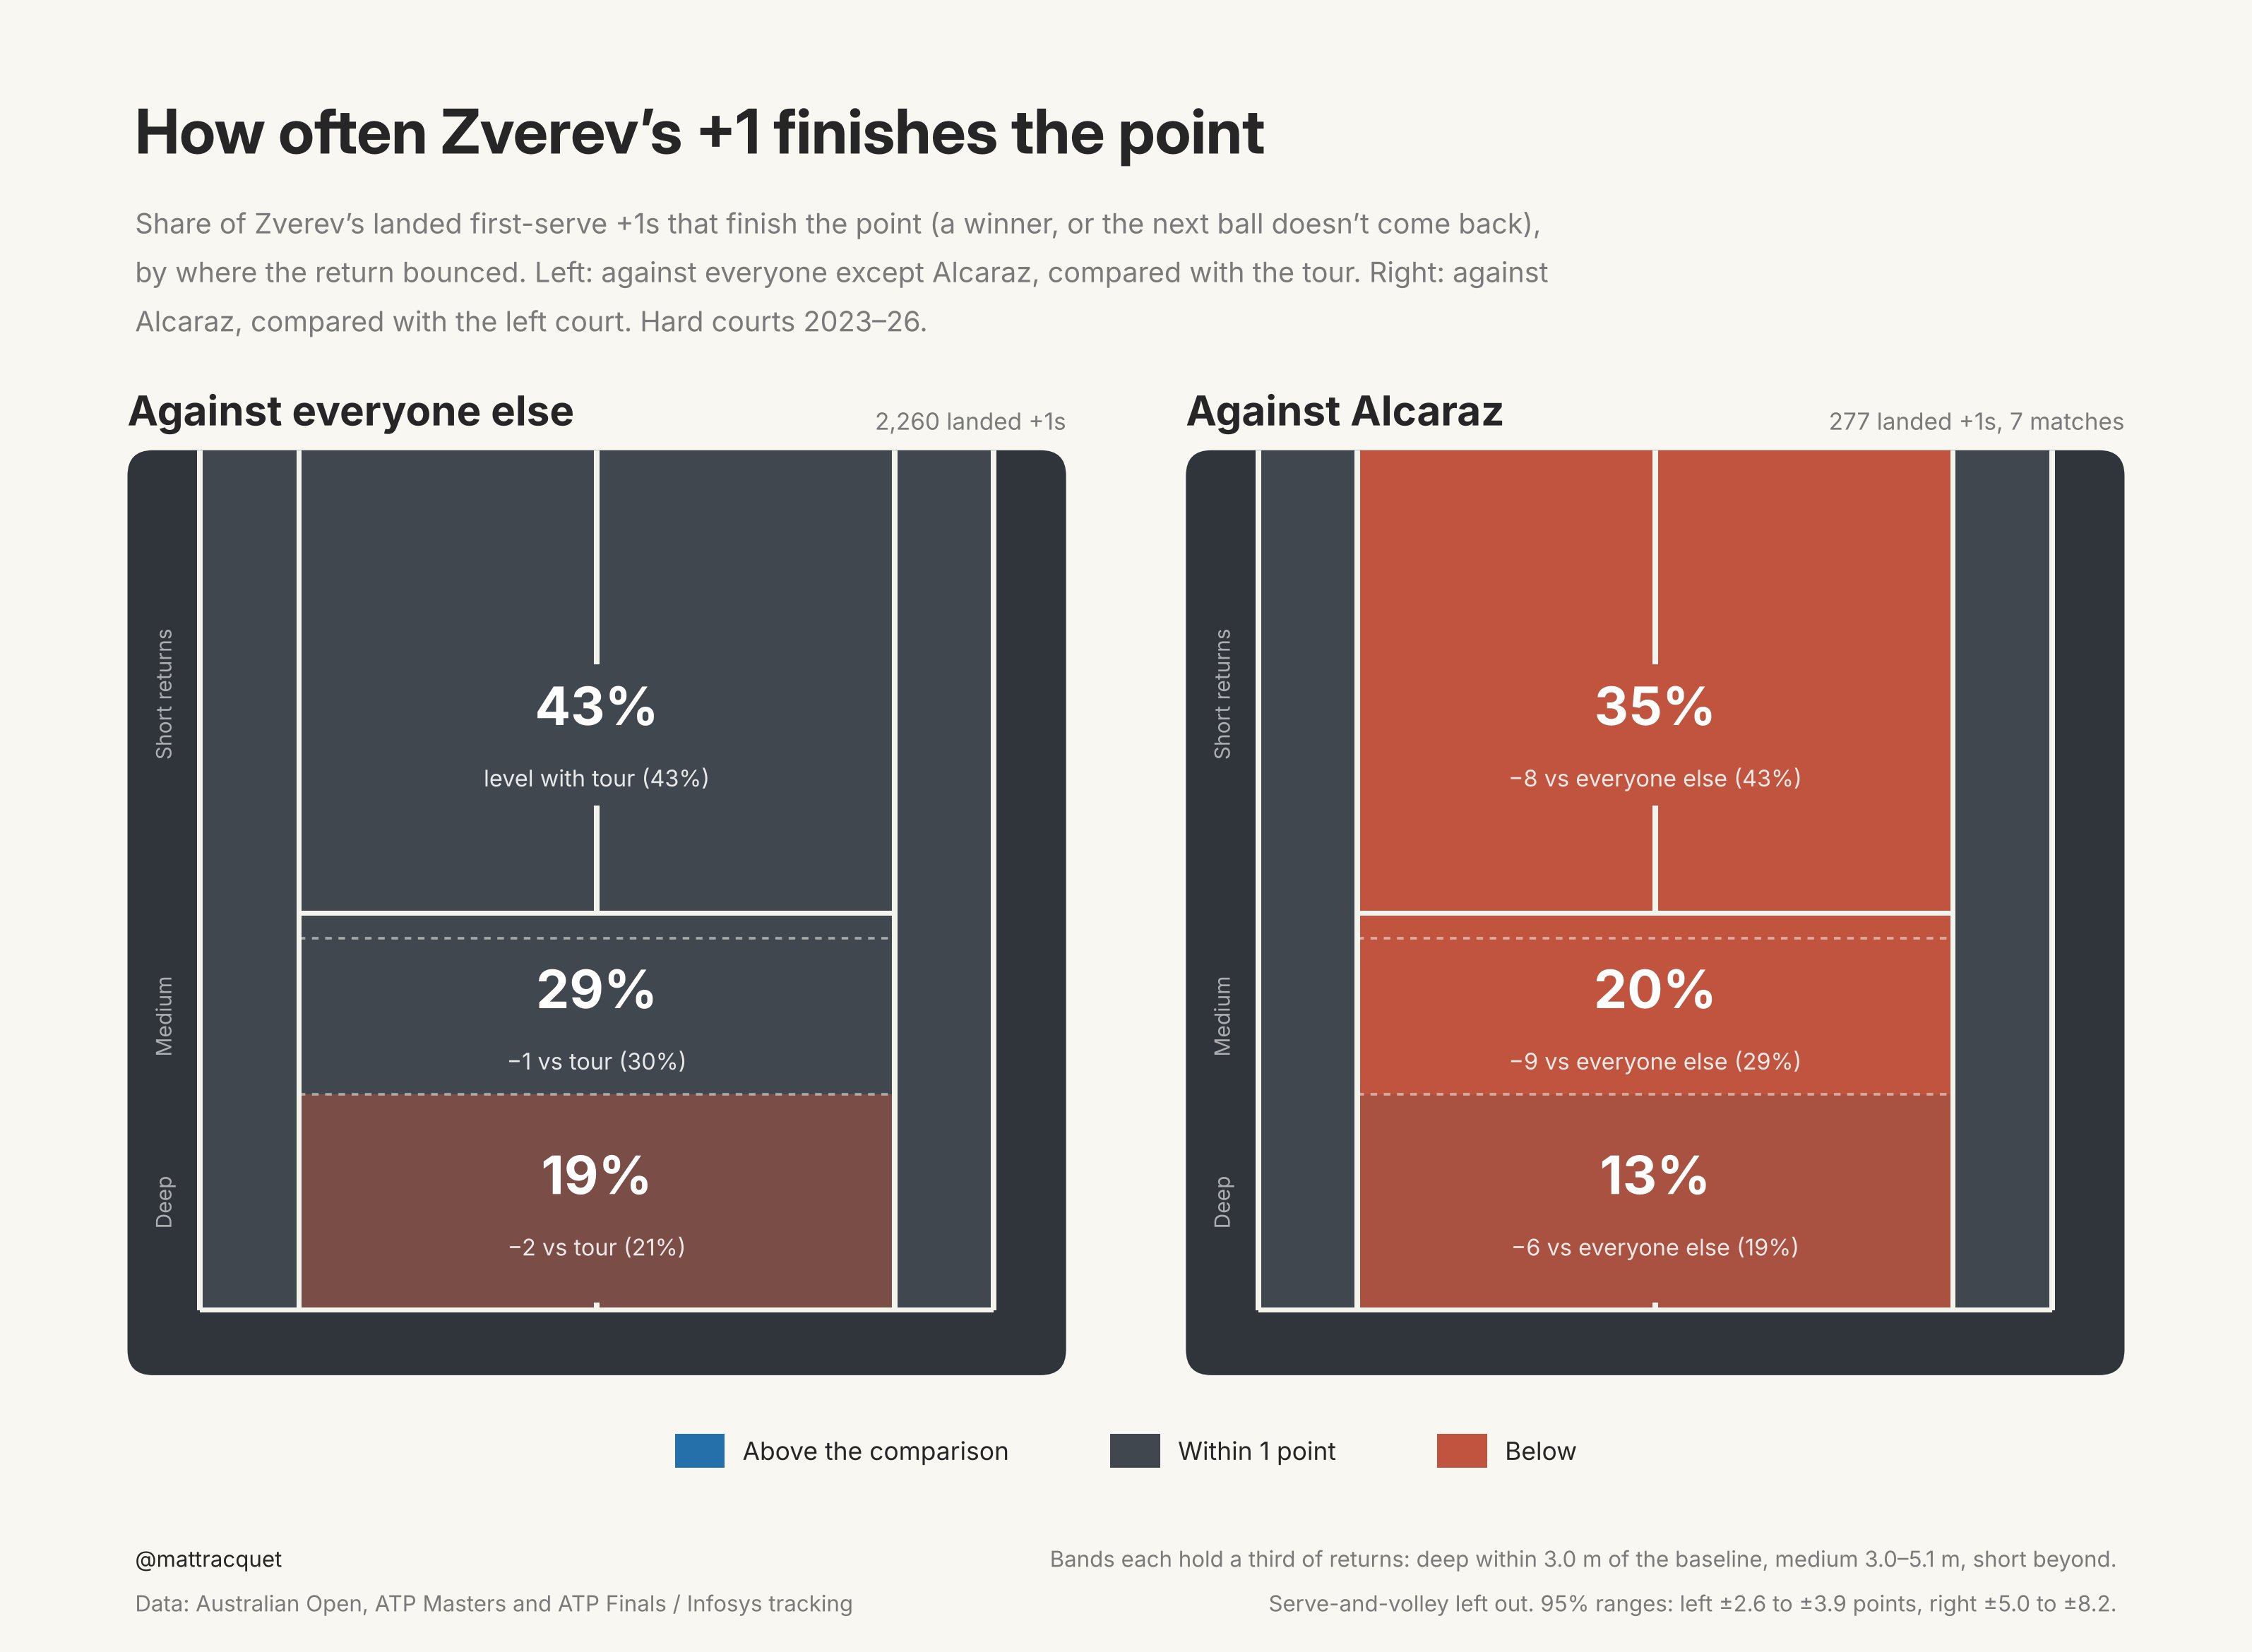 How often Zverev’s +1 finishes the point
Share of Zverev’s landed first-serve +1s that finish the point (a winner, or the next ball doesn’t come back),
by where the return bounced. Left: against everyone except Alcaraz, compared with the tour. Right: against
Alcaraz, compared with the left court. Hard courts 2023–26.
Against everyone else
2,260 landed +1s
Short returns
43%
level with tour (43%)
Medium
29%
−1 vs tour (30%)
Deep
19%
−2 vs tour (21%)
Against Alcaraz
277 landed +1s, 7 matches
Short returns
35%
−8 vs everyone else (43%)
Medium
20%
−9 vs everyone else (29%)
Deep
13%
−6 vs everyone else (19%)
Above the comparison
Within 1 point
Below
@mattracquet
Data: Australian Open, ATP Masters and ATP Finals / Infosys tracking
Bands each hold a third of returns: deep within 3.0 m of the baseline, medium 3.0–5.1 m, short beyond.
Serve-and-volley left out. 95% ranges: left ±2.6 to ±3.9 points, right ±5.0 to ±8.2.